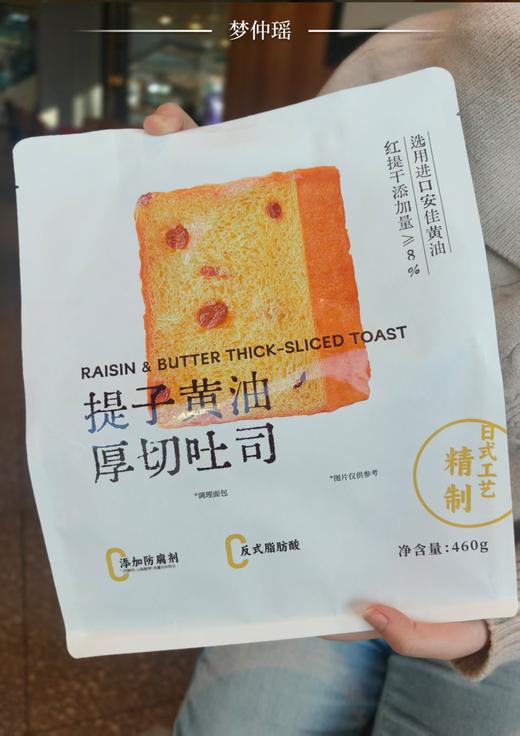 梦仲瑶
选用进口安佳黄油
红提干添加量≥8%
RAISIN & BUTTER THICK-SLICED TOAST
提子黄油
厚切吐司
*调理面包
*图片仅供参考
日式工艺
精制
0添加防腐剂
0反式脂肪酸
净含量:460g